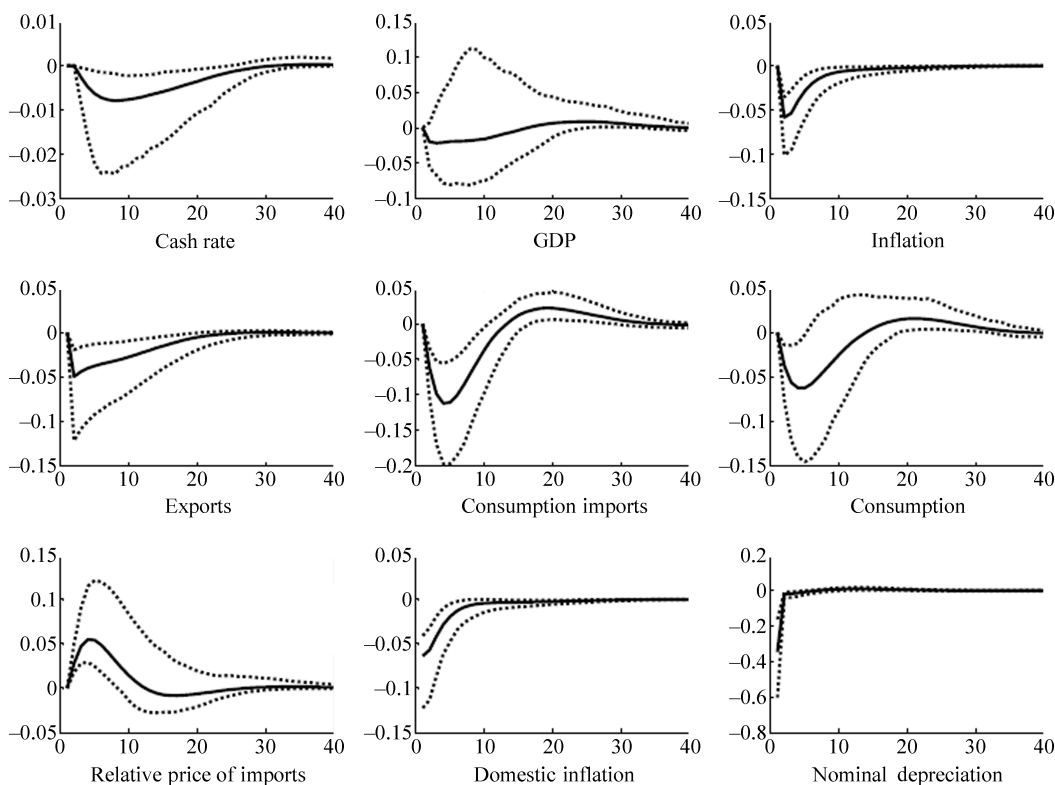 0.01
0
–0.01
–0.02
–0.03
0 10 20 30 40
Cash rate
0.15
0.1
0.05
0
0.05
–0.1
0 10 20 30 40
GDP
0.05
0
–0.05
–0.1
–0.15
0 10 20 30 40
Inflation
0.05
0
–0.05
–0.1
–0.15
0 10 20 30 40
Exports
0.1
0.05
0
–0.05
–0.1
–0.15
–0.2
0 10 20 30 40
Consumption imports
0.05
0
–0.05
–0.1
–0.15
0 10 20 30 40
Consumption
0.15
0.1
0.05
0
–0.05
0 10 20 30 40
Relative price of imports
0.05
0
–0.05
–0.1
–0.15
0 10 20 30 40
Domestic inflation
0.2
0
–0.2
–0.4
–0.6
–0.8
0 10 20 30 40
Nominal depreciation